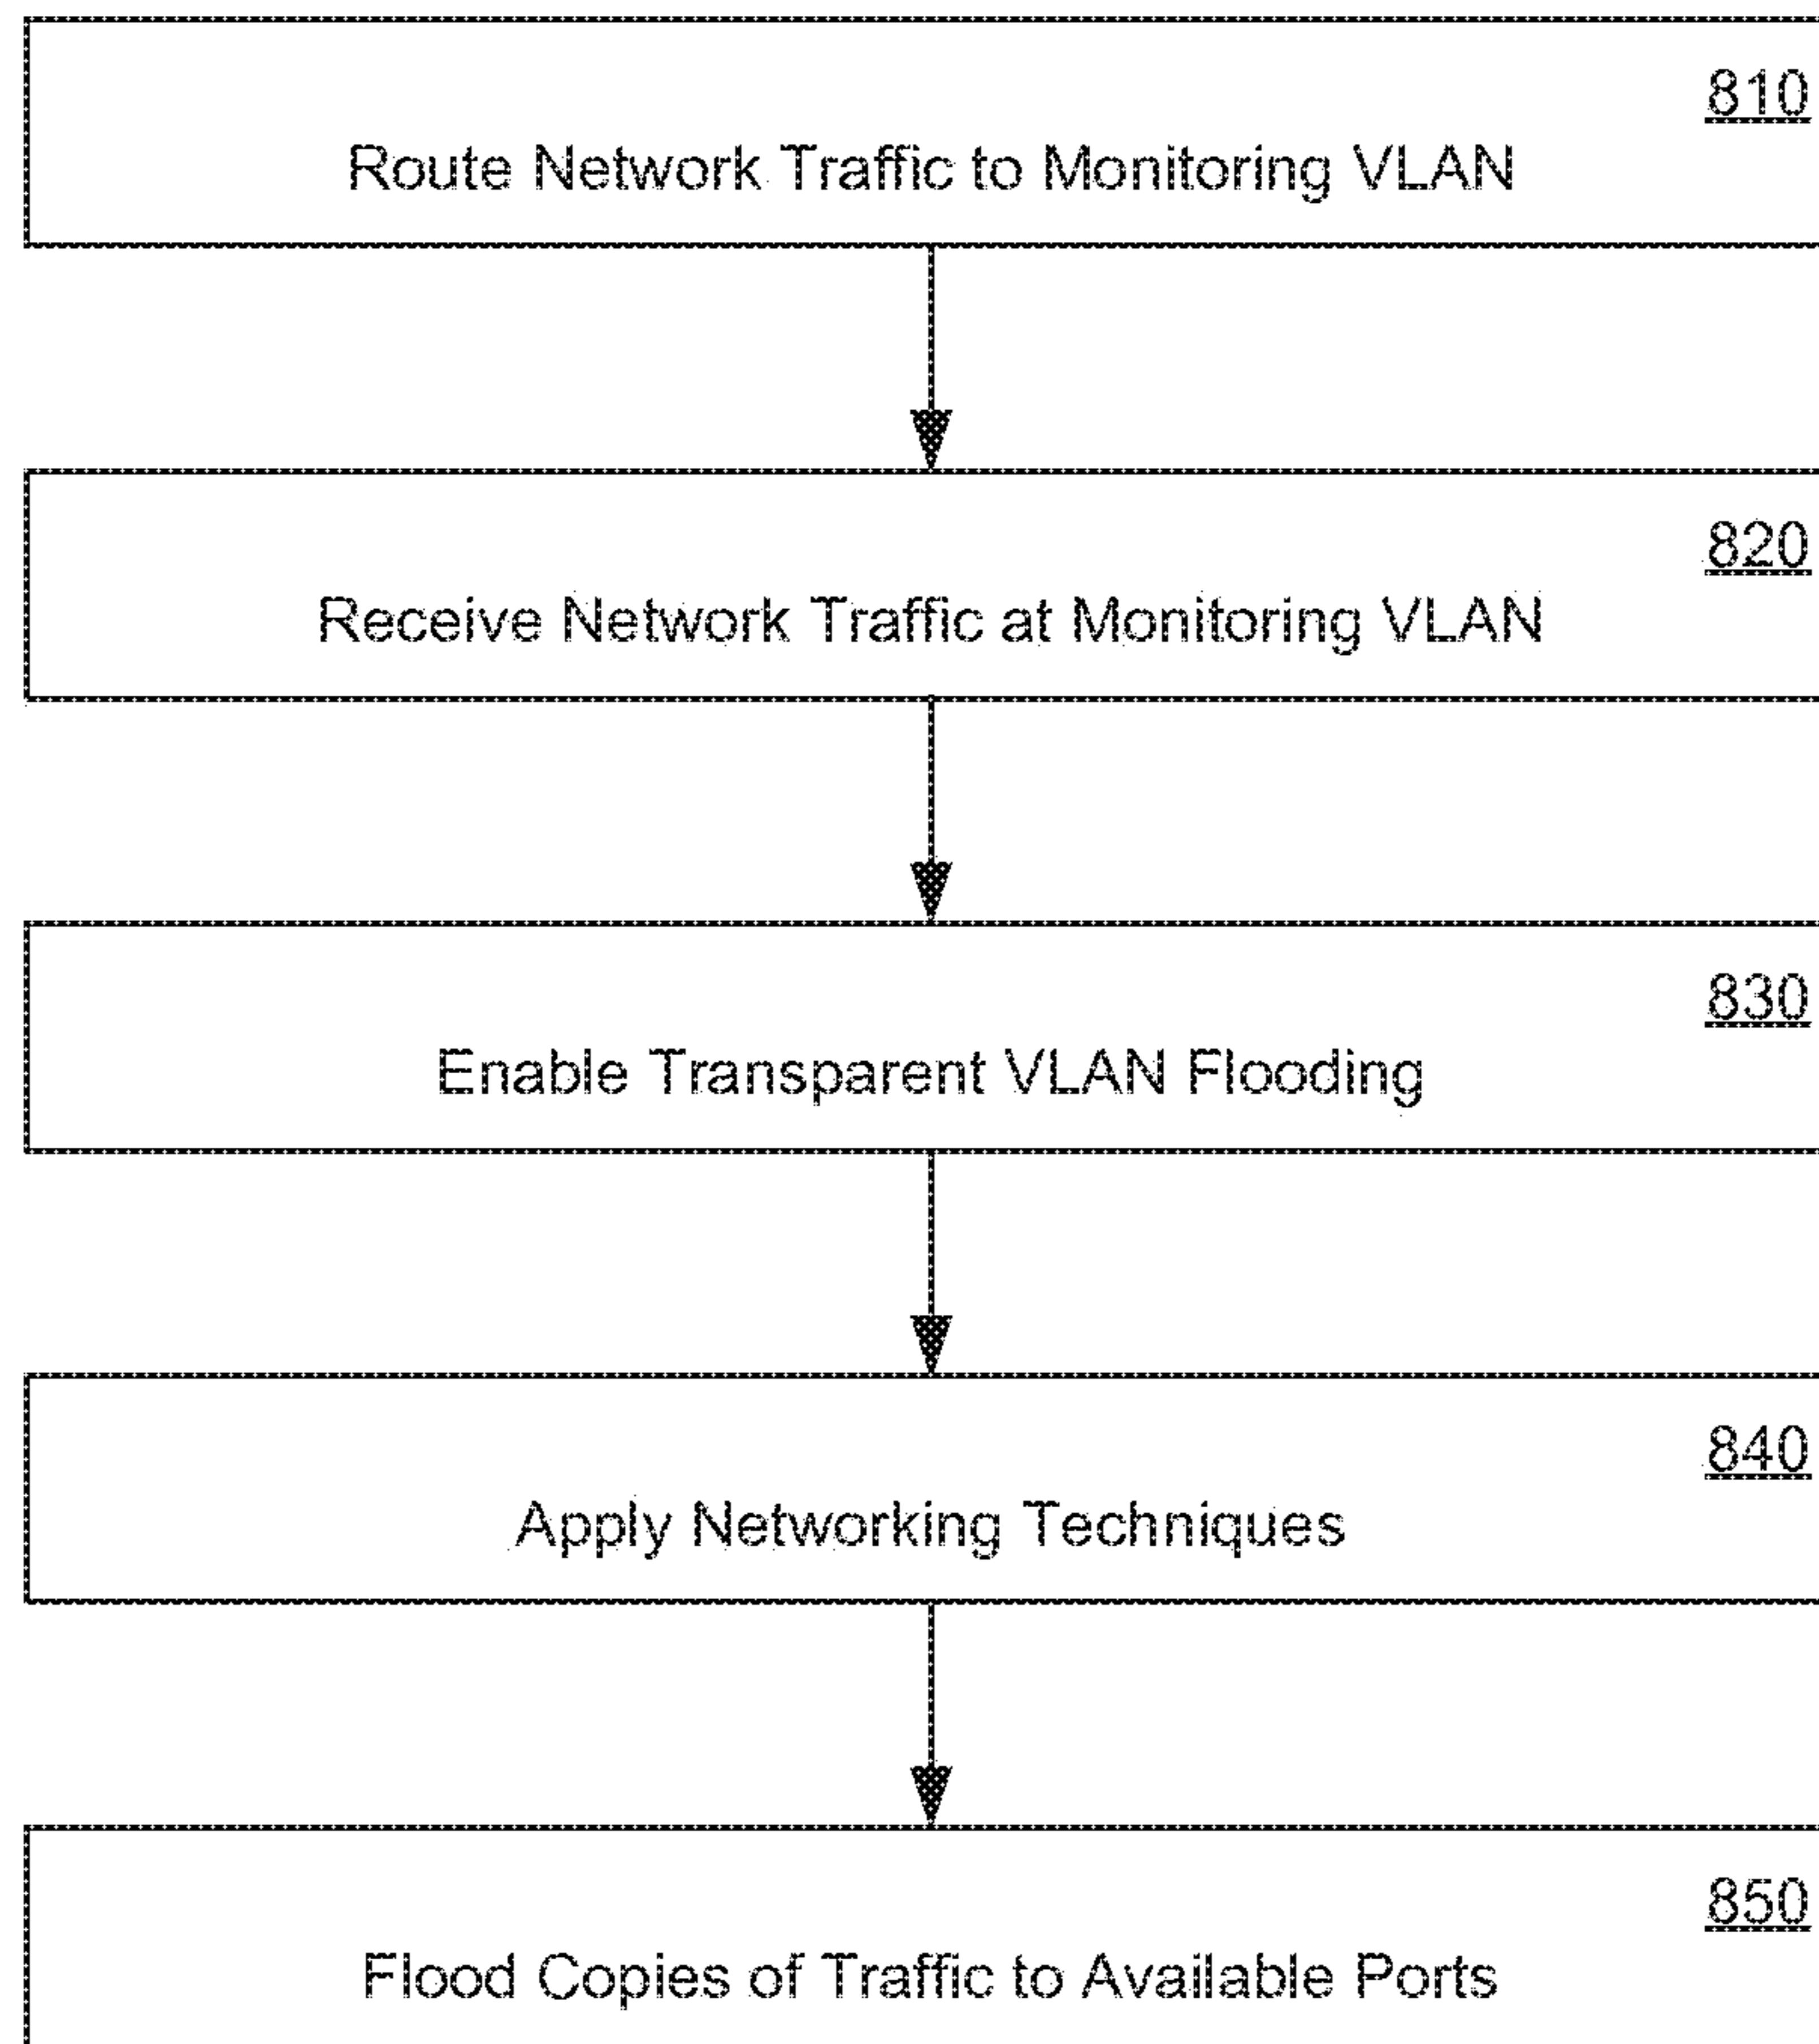 810
Route Network Traffic to Monitoring VLAN
820
Receive Network Traffic at Monitoring VLAN
830
Enable Transparent VLAN Flooding
840
Apply Networking Techniques
850
Flood Copies of Traffic to Available Ports